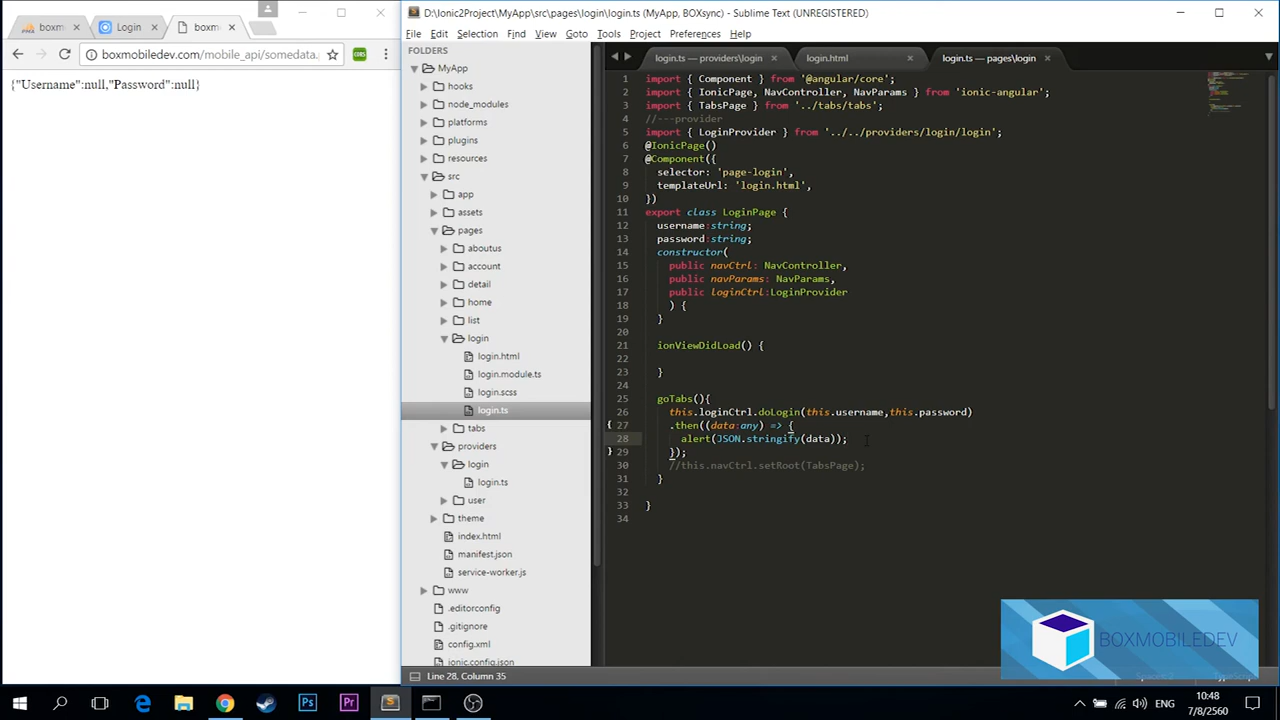 boxm
Login
boxm
boxmobiledev.com/mobile_api/somedata.
{"Username":null,"Password":null}
D:\Ionic2Project\MyApp\src\pages\login\login.ts (MyApp, BOXsync) - Sublime Text (UNREGISTERED)
File Edit Selection Find View Goto Tools Project Preferences Help
FOLDERS
MyApp
hooks
node_modules
platforms
plugins
resources
src
app
assets
pages
aboutus
account
detail
home
list
login
login.html
login.module.ts
login.scss
login.ts
tabs
providers
login
login.ts
user
theme
index.html
manifest.json
service-worker.js
www
.editorconfig
.gitignore
config.xml
ionic.config.json
login.ts — providers\login
login.html
login.ts — pages\login
1 import { Component } from '@angular/core';
2 import { IonicPage, NavController, NavParams } from 'ionic-angular';
3 import { TabsPage } from '../tabs/tabs';
4 //---provider
5 import { LoginProvider } from '../../providers/login/login';
6 @IonicPage()
7 @Component({
8 selector: 'page-login',
9 templateUrl: 'login.html',
10 })
11 export class LoginPage {
12 username:string;
13 password:string;
14 constructor(
15 public navCtrl: NavController,
16 public navParams: NavParams,
17 public loginCtrl:LoginProvider
18 ) {
19 }
20
21 ionViewDidLoad() {
22
23 }
24
25 goTabs(){
26 this.loginCtrl.doLogin(this.username,this.password)
27 .then((data:any) => {
28 alert(JSON.stringify(data));
29 });
30 //this.navCtrl.setRoot(TabsPage);
31 }
32
33 }
34
BOXMOBILEDEV
Line 28, Column 35
Spaces: 2
TypeScript
ENG
10:48
7/8/2560